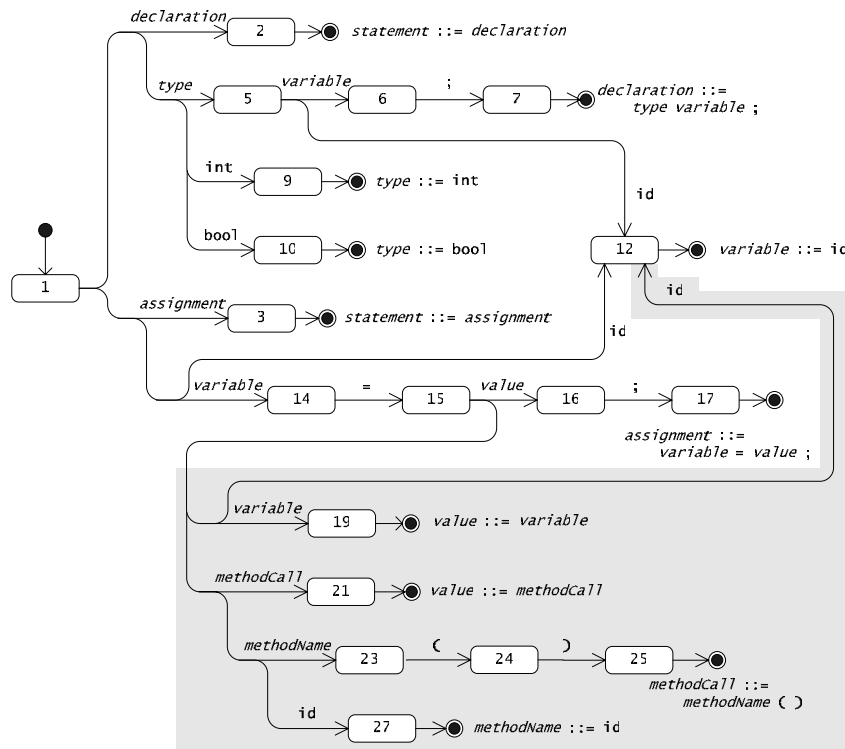 declaration
2
statement ::= declaration
type
5
variable
6
;
7
declaration ::=
type variable ;
int
9
type ::= int
id
bool
10
type ::= bool
12
variable ::= id
1
id
assignment
3
statement ::= assignment
id
variable
14
=
15
value
16
;
17
assignment ::=
variable = value ;
variable
19
value ::= variable
methodCall
21
value ::= methodCall
methodName
23
(
24
)
25
methodCall ::=
methodName ( )
id
27
methodName ::= id